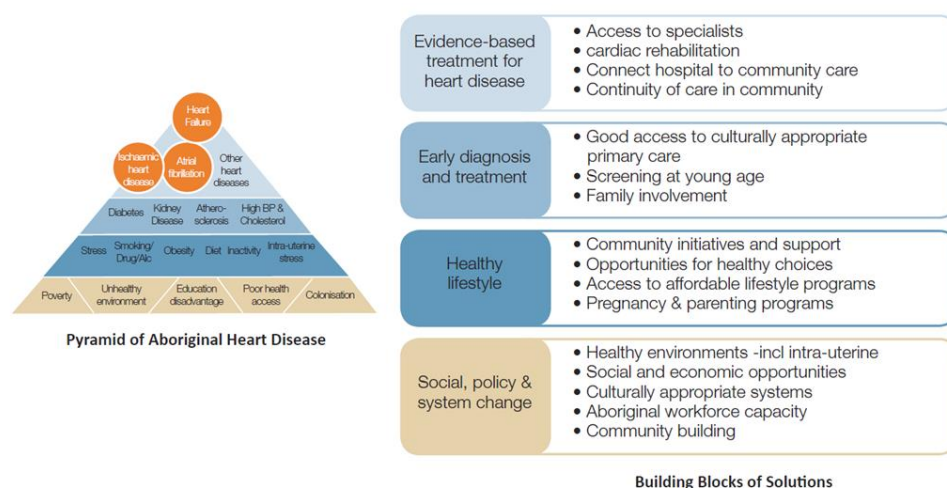 Heart
Failure
Ischaemic
heart
disease
Atrial
fibrillation
Other
heart
diseases
Diabetes
Kidney
Disease
Athero-
sclerosis
High BP &
Cholesterol
Stress
Smoking/
Drug/Alc
Obesity
Diet
Inactivity
Intra-uterine
stress
Poverty
Unhealthy
environment
Education
disadvantage
Poor health
access
Colonisation
Pyramid of Aboriginal Heart Disease
Evidence-based
treatment for
heart disease
• Access to specialists
• cardiac rehabilitation
• Connect hospital to community care
• Continuity of care in community
Early diagnosis
and treatment
• Good access to culturally appropriate
primary care
• Screening at young age
• Family involvement
Healthy
lifestyle
• Community initiatives and support
• Opportunities for healthy choices
• Access to affordable lifestyle programs
• Pregnancy & parenting programs
Social, policy &
system change
• Healthy environments -incl intra-uterine
• Social and economic opportunities
• Culturally appropriate systems
• Aboriginal workforce capacity
• Community building
Building Blocks of Solutions